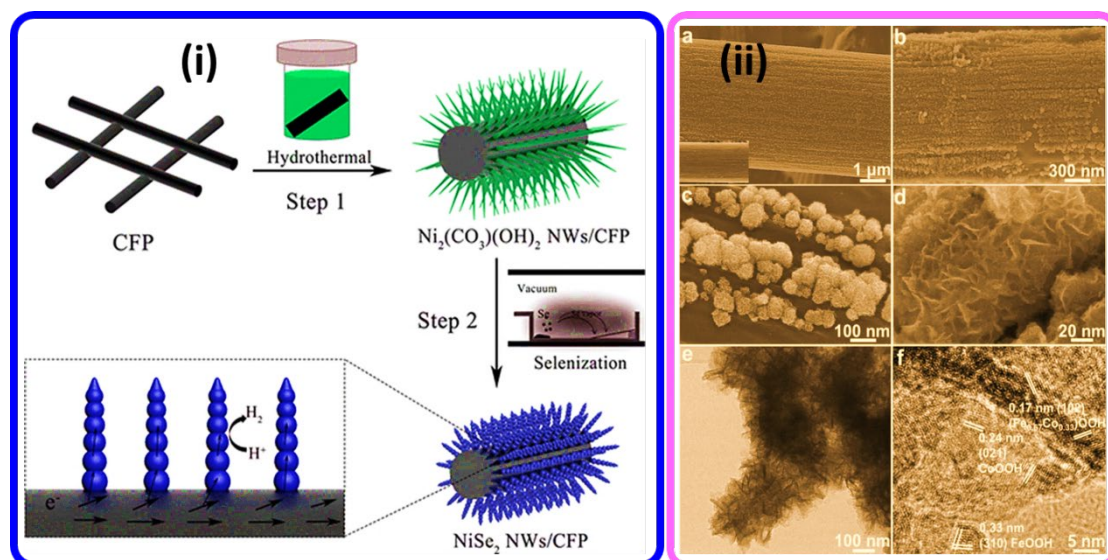 (i)
Hydrothermal
Step 1
CFP
Ni₂(CO₃)(OH)₂ NWs/CFP
Step 2
Vacuum
Se
Selenization
H₂
H⁺
e⁻
NiSe₂ NWs/CFP
(ii)
a
1 µm
b
300 nm
c
100 nm
d
20 nm
e
100 nm
f
0.17 nm (102)
OOH
0.24 nm
(021)
CoOOH
0.33 nm
(310) FeOOH
5 nm